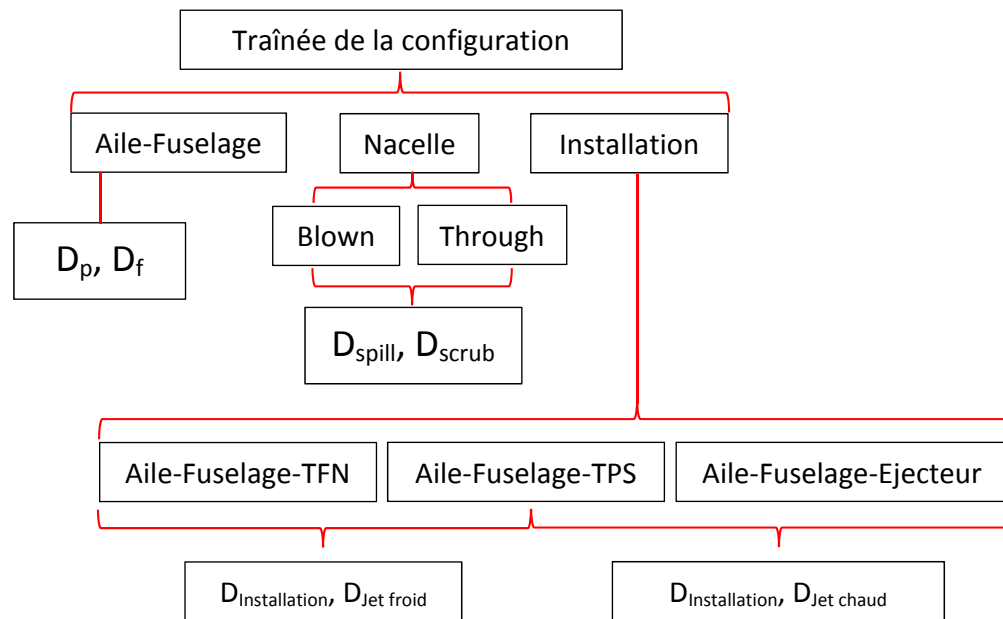 Traînée de la configuration
Aile-Fuselage
Nacelle
Installation
Blown
Through
Dp, Df
Dspill, Dscrub
Aile-Fuselage-TFN
Aile-Fuselage-TPS
Aile-Fuselage-Ejecteur
DInstallation, DJet froid
DInstallation, DJet chaud